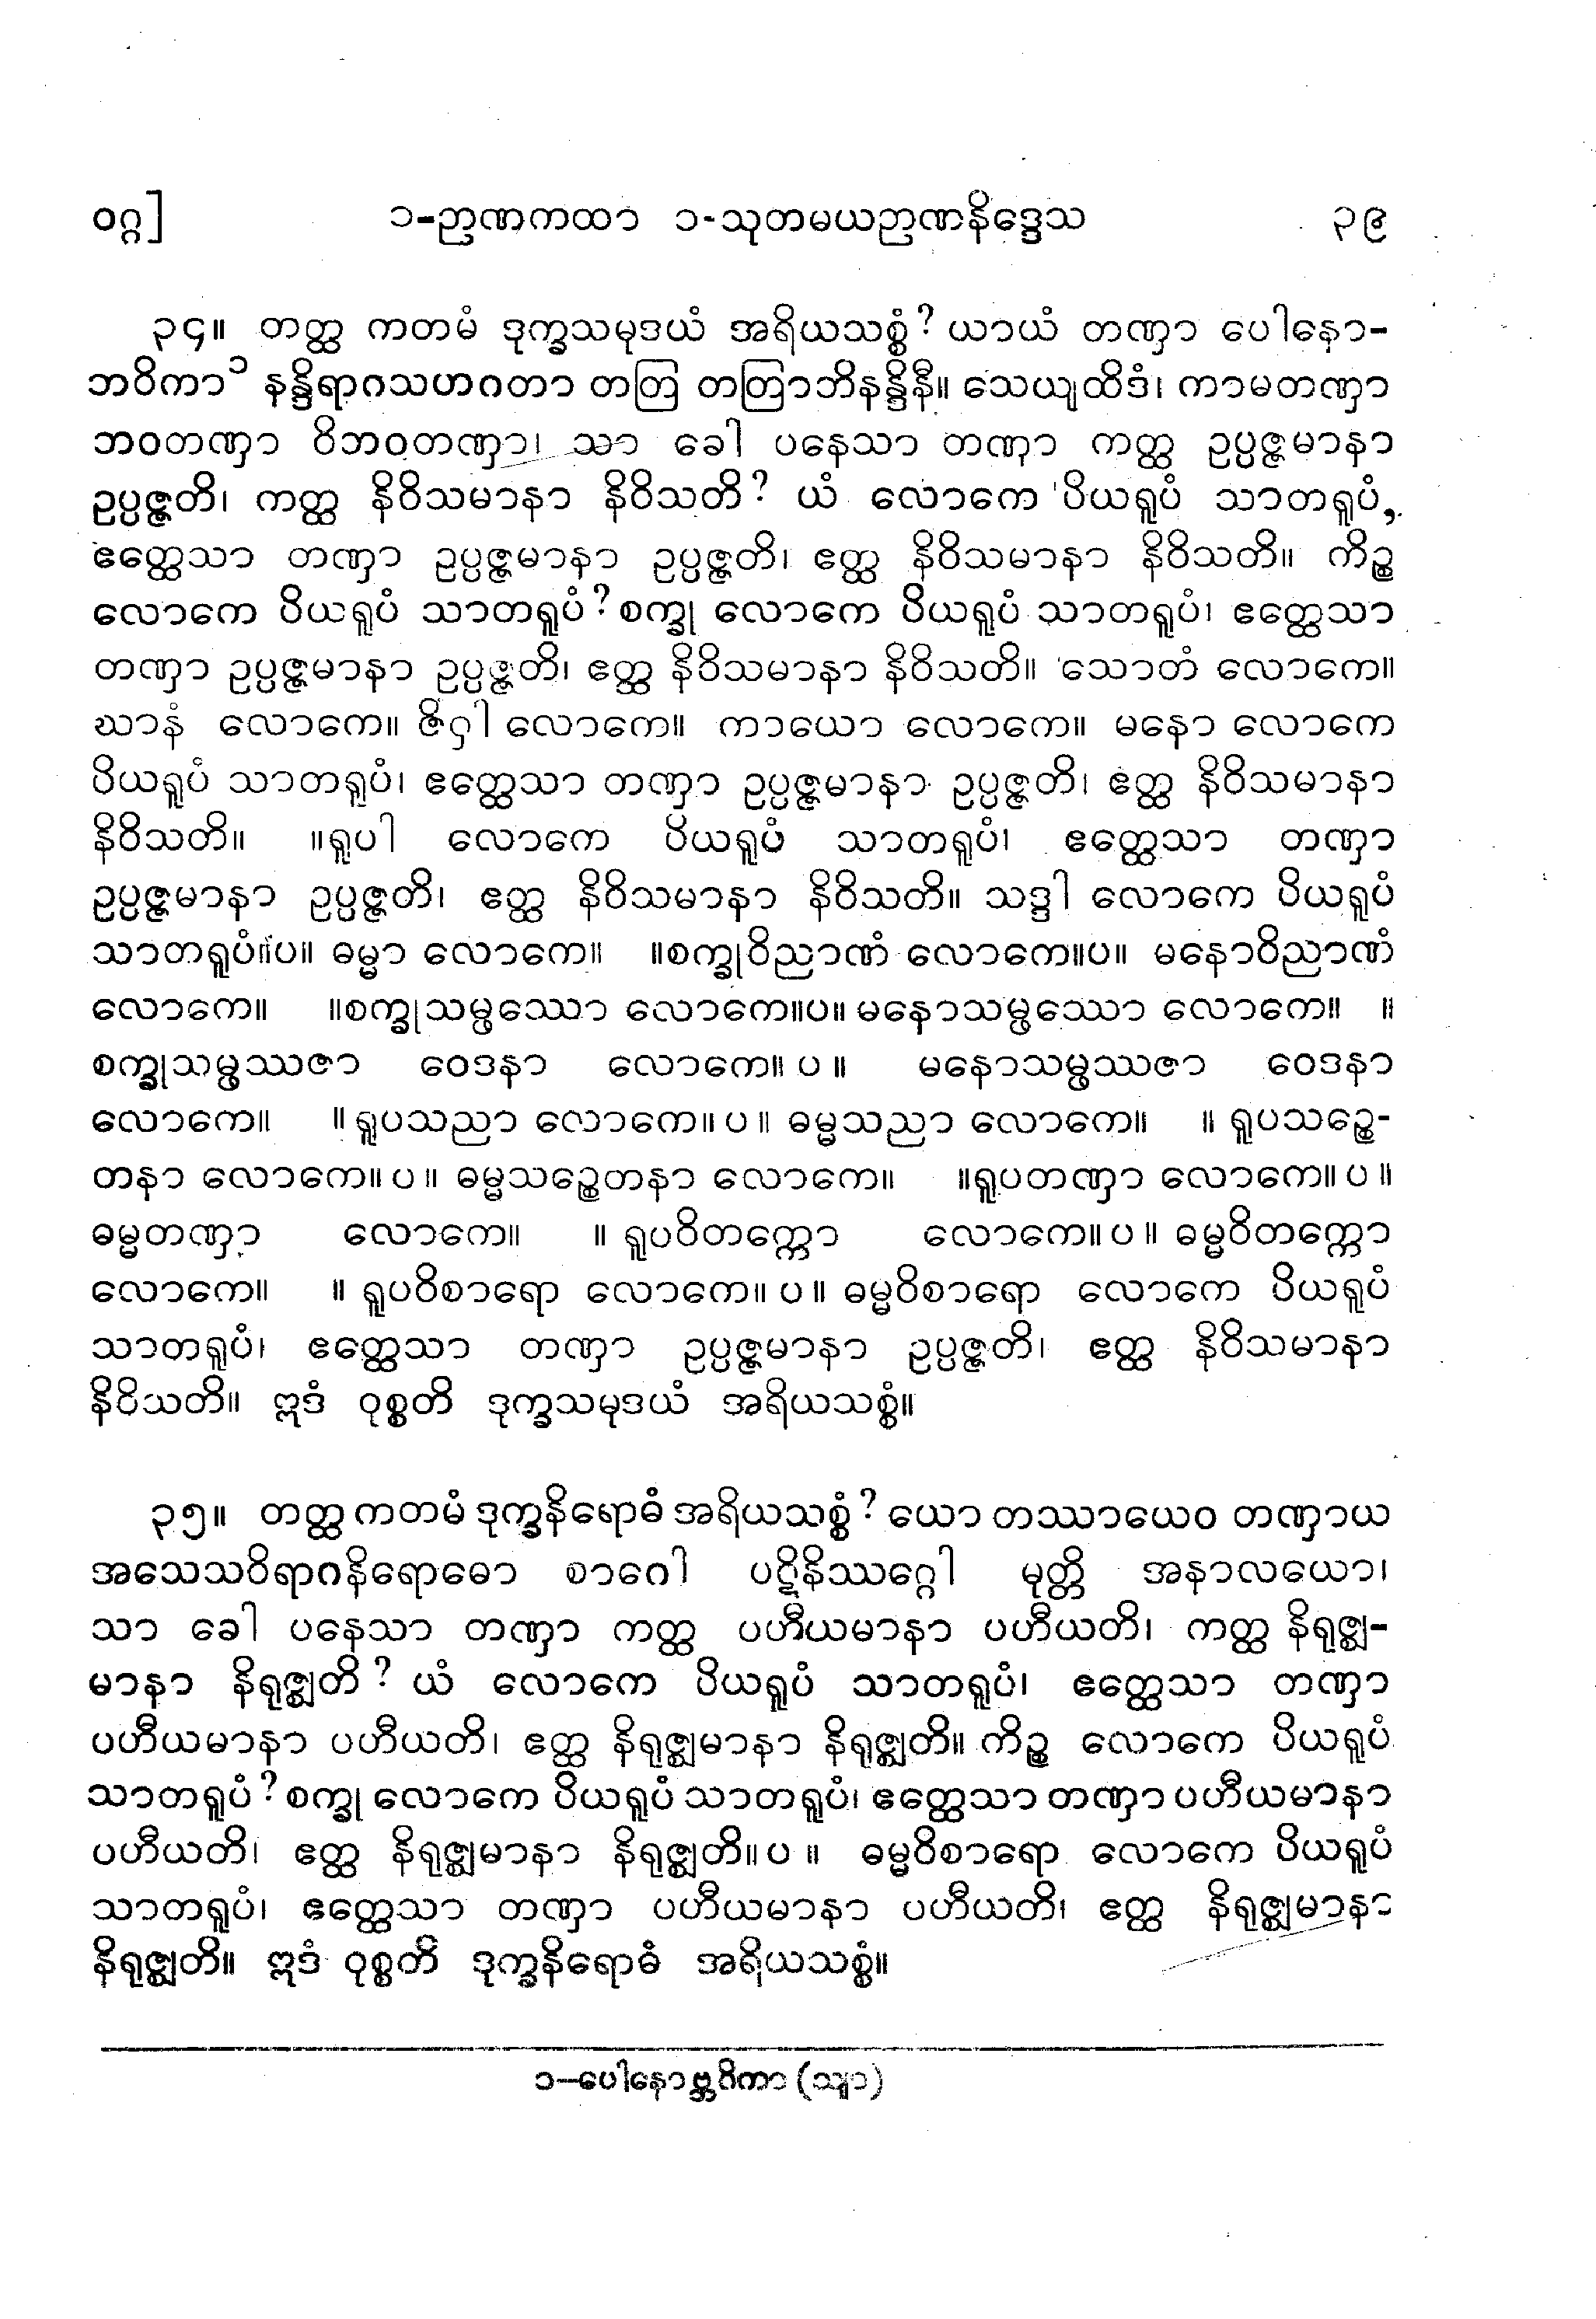 ဝဂ္ဂ]	၁-ဉာဏကထာ ၁-သုတမယဉာဏနိဒ္ဒေသ	၃၉
၃၄။ တတ္ထ ကတမံ ဒုက္ခသမုဒယံ အရိယသစ္စံ? ယာယံ တဏှာ ပေါနော-
ဘဝိကာ၁ နန္ဒိရာဂသဟဂတာ တတြ တတြာဘိနန္ဒိနီ။ သေယျထိဒံ၊ ကာမတဏှာ
ဘဝတဏှာ ဝိဘဝတဏှာ၊ သာ ခေါ ပနေသာ တဏှာ ကတ္ထ ဥပ္ပဇ္ဇမာနာ
ဥပ္ပဇ္ဇတိ၊ ကတ္ထ နိဝိသမာနာ နိဝိသတိ? ယံ လောကေ ပိယရူပံ သာတရူပံ,
ဧတ္ထေသာ တဏှာ ဥပ္ပဇ္ဇမာနာ ဥပ္ပဇ္ဇတိ၊ ဧတ္ထ နိဝိသမာနာ နိဝိသတိ။ ကိဉ္စ
လောကေ ပိယရူပံ သာတရူပံ? စက္ခု လောကေ ပိယရူပံ သာတရူပံ၊ ဧတ္ထေသာ
တဏှာ ဥပ္ပဇ္ဇမာနာ ဥပ္ပဇ္ဇတိ၊ ဧတ္ထ နိဝိသမာနာ နိဝိသတိ။ သောတံ လောကေ။
ဃာနံ လောကေ။ ဇိဝှါ လောကေ။ ကာယော လောကေ။ မနော လောကေ
ပိယရူပံ သာတရူပံ၊ ဧတ္ထေသာ တဏှာ ဥပ္ပဇ္ဇမာနာ ဥပ္ပဇ္ဇတိ၊ ဧတ္ထ နိဝိသမာနာ
နိဝိသတိ။ ။ရူပါ လောကေ ပိယရူပံ သာတရူပံ၊ ဧတ္ထေသာ တဏှာ
ဥပ္ပဇ္ဇမာနာ ဥပ္ပဇ္ဇတိ၊ ဧတ္ထ နိဝိသမာနာ နိဝိသတိ။ သဒ္ဒါ လောကေ ပိယရူပံ
သာတရူပံ။ပ။ ဓမ္မာ လောကေ။ ။စက္ခုဝိညာဏံ လောကေ။ပ။ မနောဝိညာဏံ
လောကေ။ ။စက္ခုသမ္ဖဿော လောကေ။ပ။ မနောသမ္ဖဿော လောကေ။ ။
စက္ခုသမ္ဖဿဇာ ဝေဒနာ လောကေ။ ပ ။ မနောသမ္ဖဿဇာ ဝေဒနာ
လောကေ။ ။ ရူပသညာ လောကေ။ ပ ။ ဓမ္မသညာ လောကေ။ ။ ရူပသဉ္စေ-
တနာ လောကေ။ ပ ။ ဓမ္မသဉ္စေတနာ လောကေ။ ။ရူပတဏှာ လောကေ။ ပ ။
ဓမ္မတဏှာ လောကေ။ ။ ရူပဝိတက္ကော လောကေ။ ပ ။ ဓမ္မဝိတက္ကော
လောကေ။ ။ ရူပဝိစာရော လောကေ။ ပ ။ ဓမ္မဝိစာရော လောကေ ပိယရူပံ
သာတရူပံ၊ ဧတ္ထေသာ တဏှာ ဥပ္ပဇ္ဇမာနာ ဥပ္ပဇ္ဇတိ၊ ဧတ္ထ နိဝိသမာနာ
နိဝိသတိ။ ဣဒံ ဝုစ္စတိ ဒုက္ခသမုဒယံ အရိယသစ္စံ။
၃၅။ တတ္ထ ကတမံ ဒုက္ခနိရောဓံ အရိယသစ္စံ? ယော တဿာယေဝ တဏှာယ
အသေသဝိရာဂနိရောဓော စာဂေါ ပဋိနိဿဂ္ဂေါ မုတ္တိ အနာလယော၊
သာ ခေါ ပနေသာ တဏှာ ကတ္ထ ပဟီယမာနာ ပဟီယတိ၊ ကတ္ထ နိရုဇ္ဈ-
မာနာ နိရုဇ္ဈတိ? ယံ လောကေ ပိယရူပံ သာတရူပံ၊ ဧတ္ထေသာ တဏှာ
ပဟီယမာနာ ပဟီယတိ၊ ဧတ္ထ နိရုဇ္ဈမာနာ နိရုဇ္ဈတိ။ ကိဉ္စ လောကေ ပိယရူပံ
သာတရူပံ? စက္ခု လောကေ ပိယရူပံ သာတရူပံ၊ ဧတ္ထေသာ တဏှာ ပဟီယမာနာ
ပဟီယတိ၊ ဧတ္ထ နိရုဇ္ဈမာနာ နိရုဇ္ဈတိ။ ပ ။ ဓမ္မဝိစာရော လောကေ ပိယရူပံ
သာတရူပံ၊ ဧတ္ထေသာ တဏှာ ပဟီယမာနာ ပဟီယတိ၊ ဧတ္ထ နိရုဇ္ဈမာနာ
နိရုဇ္ဈတိ။ ဣဒံ ဝုစ္စတိ ဒုက္ခနိရောဓံ အရိယသစ္စံ။
၁–ပေါနောဗ္ဘဝိကာ (သျာ)